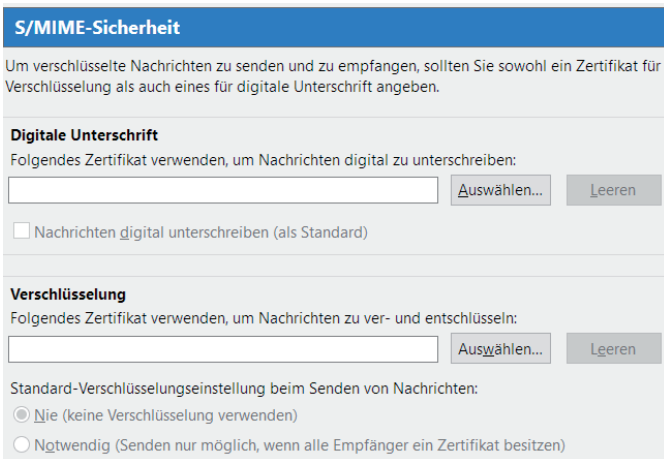 S/MIME-Sicherheit
Um verschlüsselte Nachrichten zu senden und zu empfangen, sollten Sie sowohl ein Zertifikat für
Verschlüsselung als auch eines für digitale Unterschrift angeben.
Digitale Unterschrift
Folgendes Zertifikat verwenden, um Nachrichten digital zu unterschreiben:
Auswählen... Leeren
Nachrichten digital unterschreiben (als Standard)
Verschlüsselung
Folgendes Zertifikat verwenden, um Nachrichten zu ver- und entschlüsseln:
Auswählen... Leeren
Standard-Verschlüsselungseinstellung beim Senden von Nachrichten:
Nie (keine Verschlüsselung verwenden)
Notwendig (Senden nur möglich, wenn alle Empfänger ein Zertifikat besitzen)